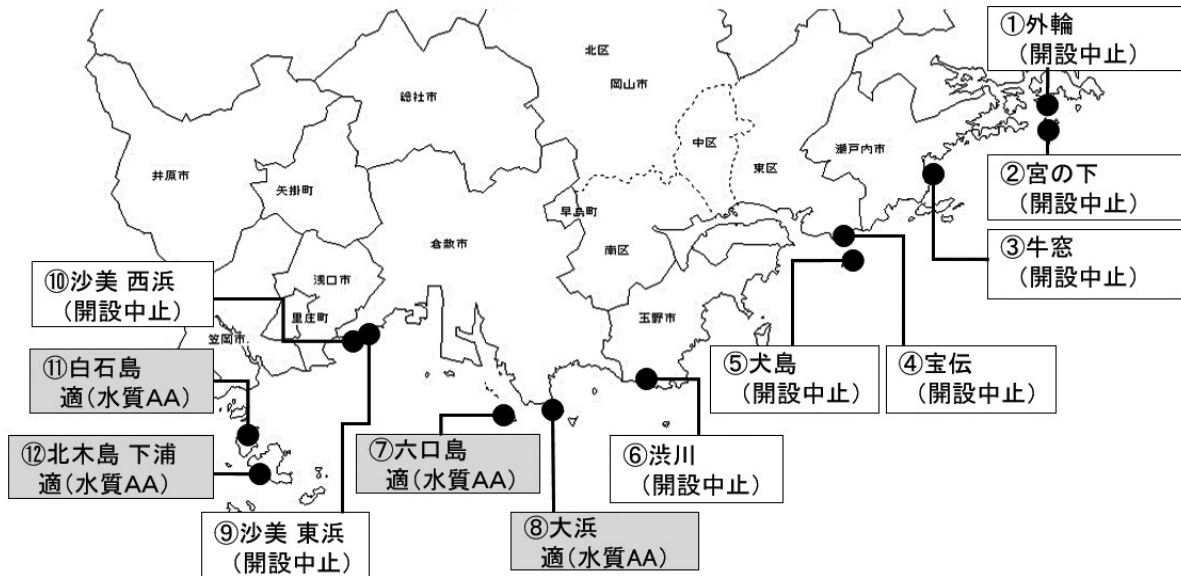 ①外輪
（開設中止）
北区
岡山市
総社市
中区
瀬戸内市
東区
井原市
矢掛町
②宮の下
（開設中止）
早島町
倉敷市
南区
③牛窓
（開設中止）
⑩沙美 西浜
（開設中止）
浅口市
里庄町
玉野市
笠岡市
⑪白石島
適（水質AA）
⑤犬島
（開設中止）
④宝伝
（開設中止）
⑫北木島 下浦
適（水質AA）
⑦六口島
適（水質AA）
⑥渋川
（開設中止）
⑨沙美 東浜
（開設中止）
⑧大浜
適（水質AA）